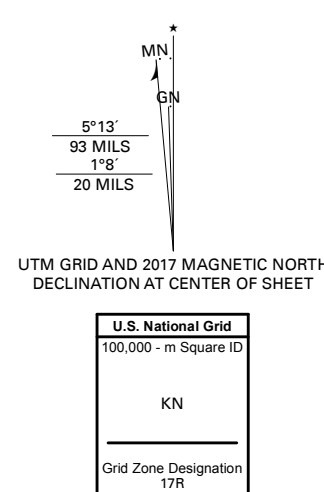 ★
MN
GN
5°13´
93 MILS
1°8´
20 MILS
UTM GRID AND 2017 MAGNETIC NORTH
DECLINATION AT CENTER OF SHEET
U.S. National Grid
100,000 - m Square ID
KN
Grid Zone Designation
17R